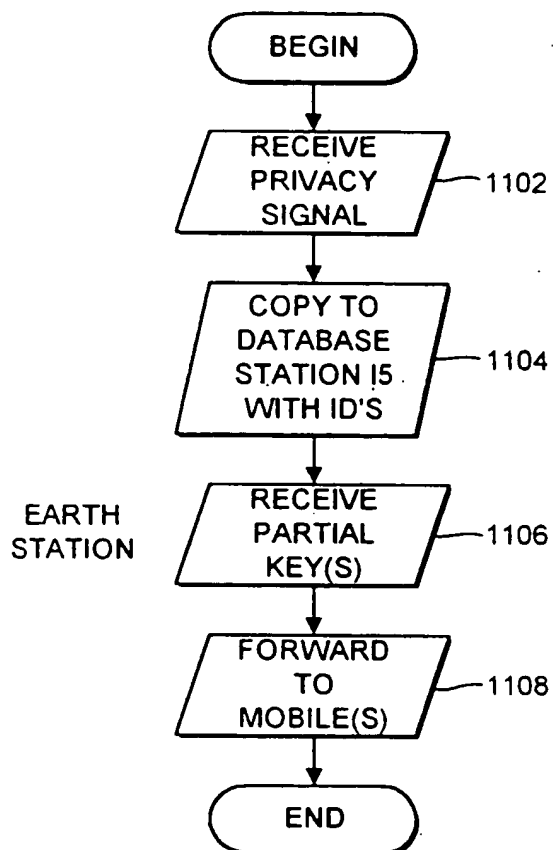 BEGIN
RECEIVE
PRIVACY
SIGNAL
1102
COPY TO
DATABASE
STATION I5
WITH ID'S
1104
EARTH
STATION
RECEIVE
PARTIAL
KEY(S)
1106
FORWARD
TO
MOBILE(S)
1108
END